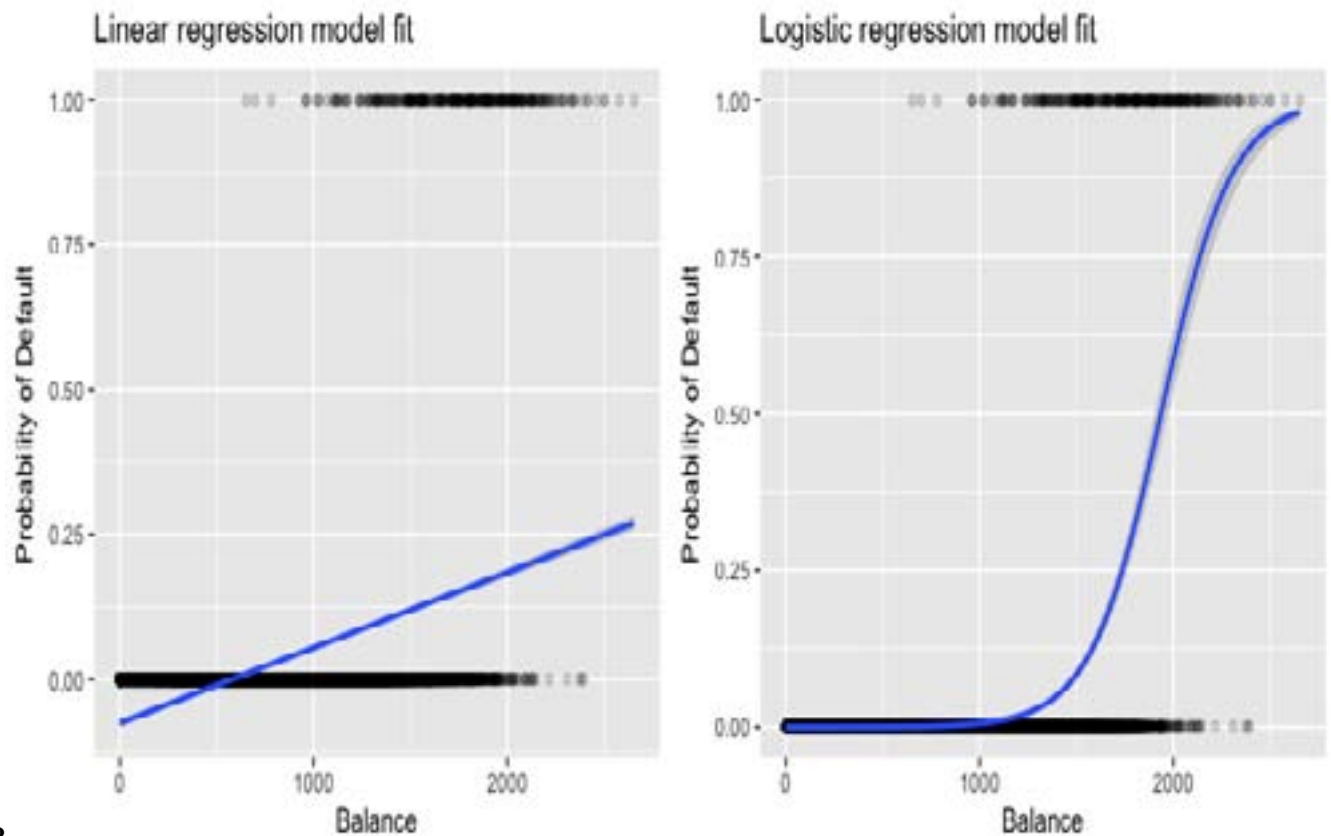 Linear regression model fit
Probability of Default
1.00
0.75
0.50
0.25
0.00
0
1000
2000
Balance
Logistic regression model fit
Probability of Default
1.00
0.75
0.50
0.25
0.00
0
1000
2000
Balance